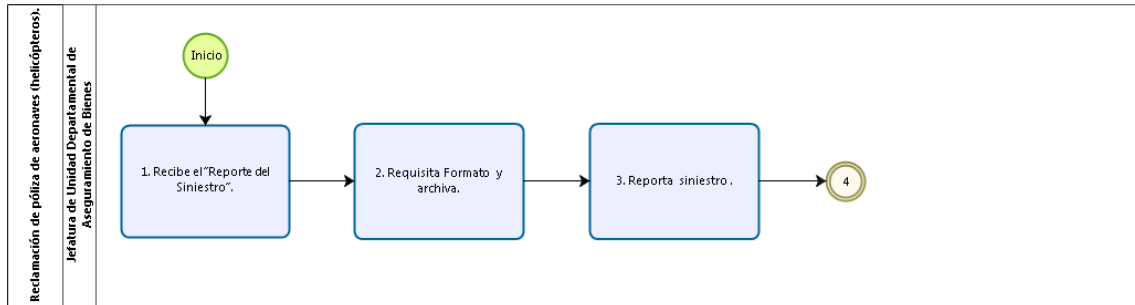 Reclamación de póliza de aeronaves (helicópteros).
Jefatura de Unidad Departamental de
Aseguramiento de Bienes
Inicio
1. Recibe el “Reporte del
Siniestro”.
2. Requisita Formato y
archiva.
3. Reporta siniestro .
4